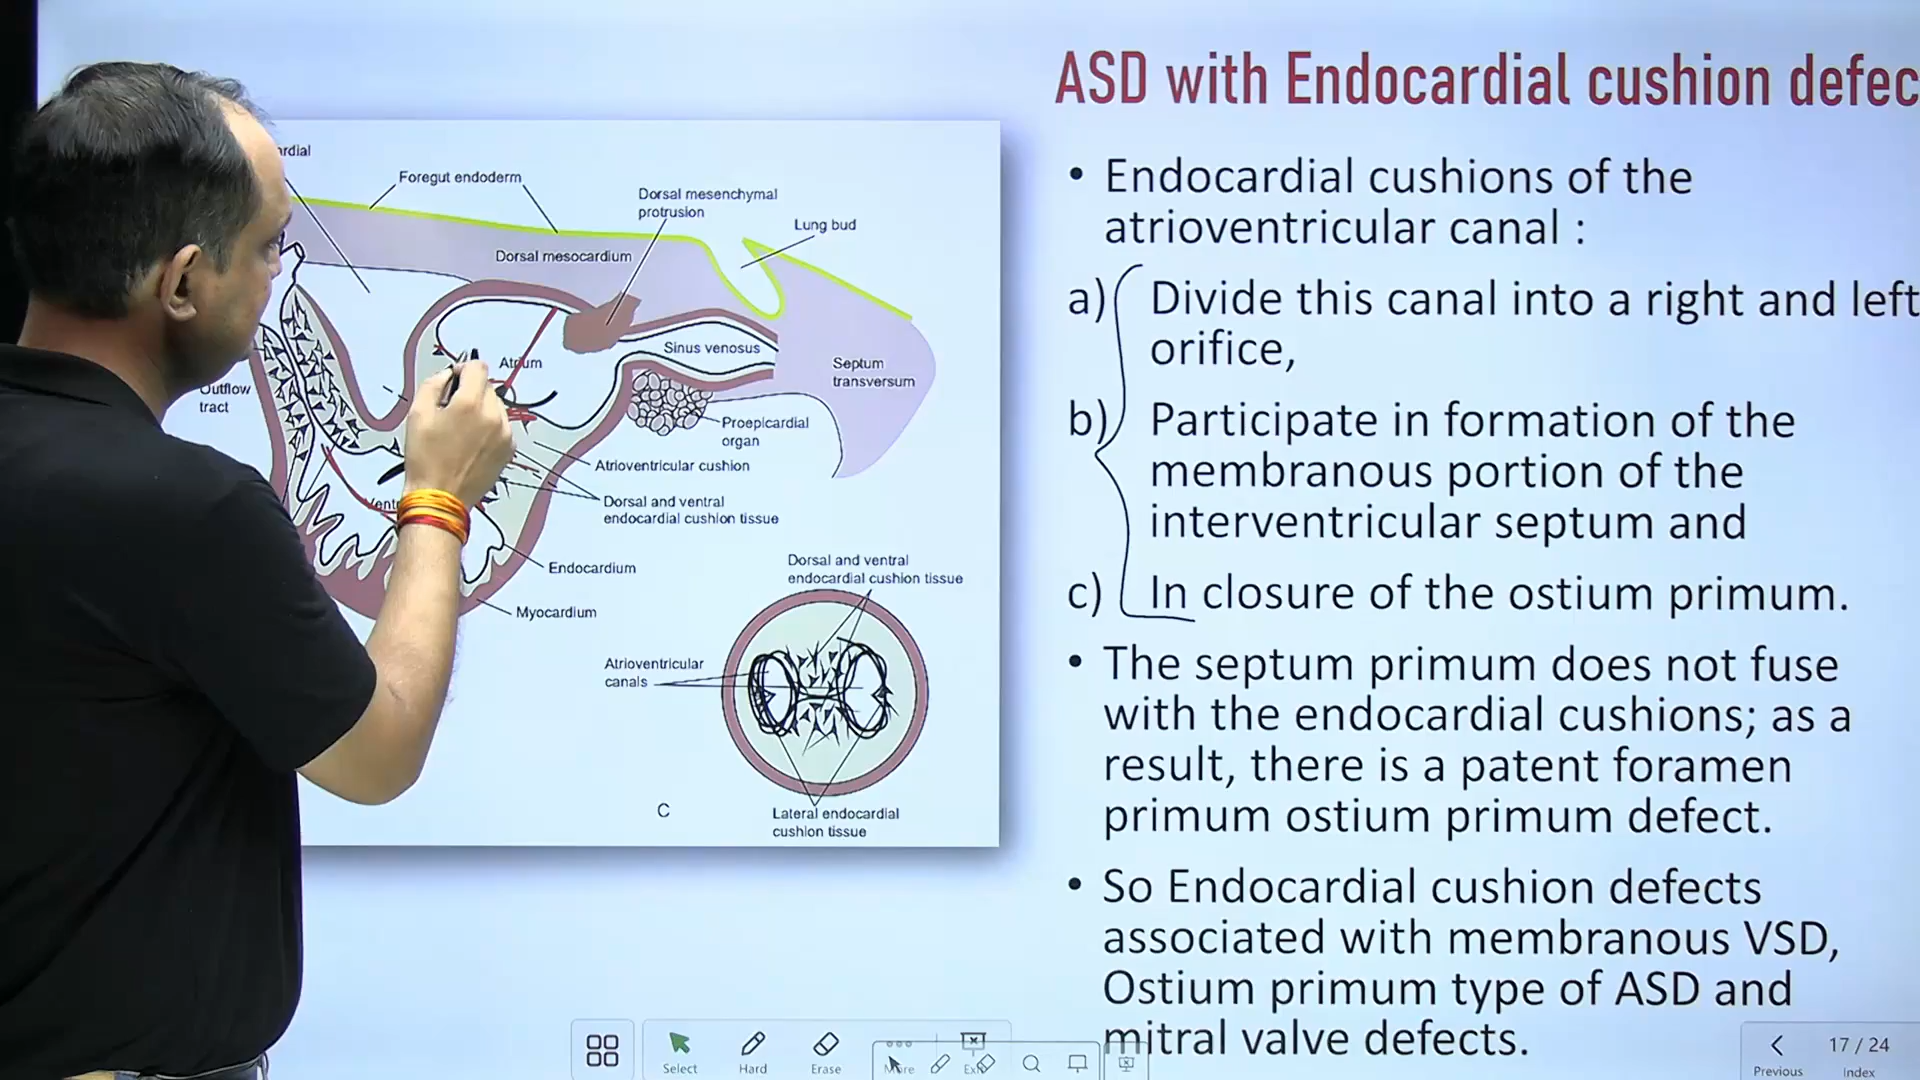 ASD with Endocardial cushion defec
• Endocardial cushions of the
atrioventricular canal :
a) Divide this canal into a right and left
orifice,
b) Participate in formation of the
membranous portion of the
interventricular septum and
c) In closure of the ostium primum.
• The septum primum does not fuse
with the endocardial cushions; as a
result, there is a patent foramen
primum ostium primum defect.
• So Endocardial cushion defects
associated with membranous VSD,
Ostium primum type of ASD and
mitral valve defects.
rdial
Foregut endoderm
Dorsal mesenchymal
protrusion
Lung bud
Dorsal mesocardium
Atrium
Sinus venosus
Septum
transversum
Outflow
tract
Proepicardial
organ
Atrioventricular cushion
Ventr
Dorsal and ventral
endocardial cushion tissue
Endocardium
Myocardium
Dorsal and ventral
endocardial cushion tissue
Atrioventricular
canals
C
Lateral endocardial
cushion tissue
Select
Hard
Erase
More
Previous
17 / 24
Index